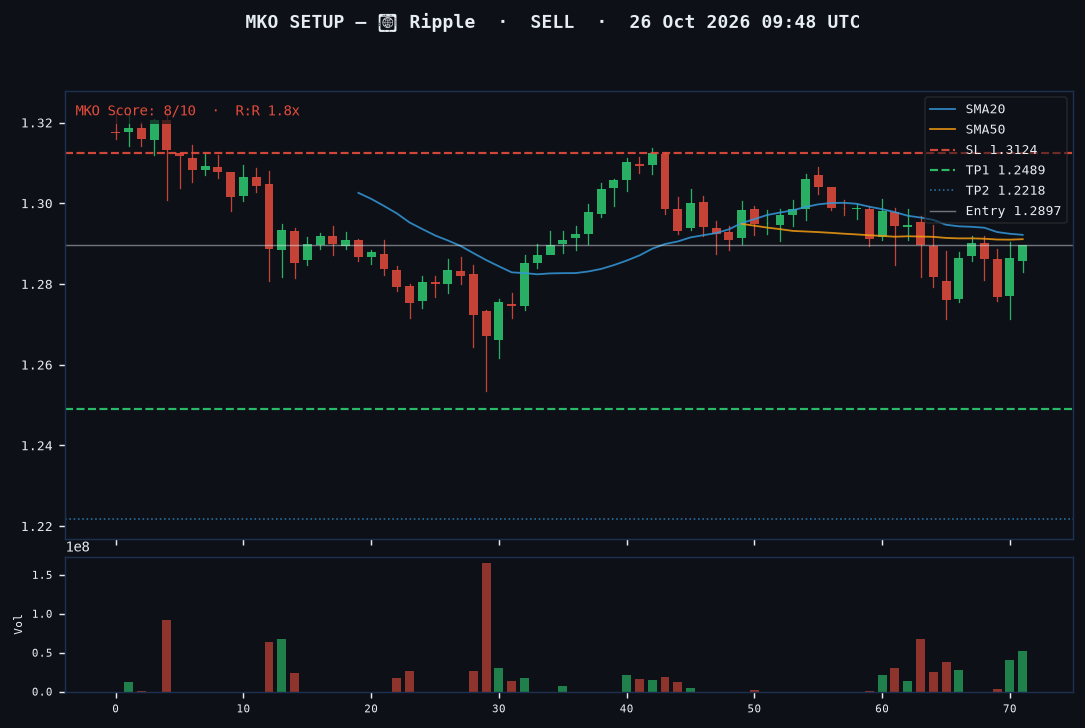 MKO SETUP — Ripple · SELL · 26 Oct 2026 09:48 UTC
MKO Score: 8/10 · R:R 1.8x
SMA20
SMA50
SL 1.3124
TP1 1.2489
TP2 1.2218
Entry 1.2897
1.32
1.30
1.28
1.26
1.24
1.22
1e8
1.5
1.0
0.5
0.0
Vol
0 10 20 30 40 50 60 70